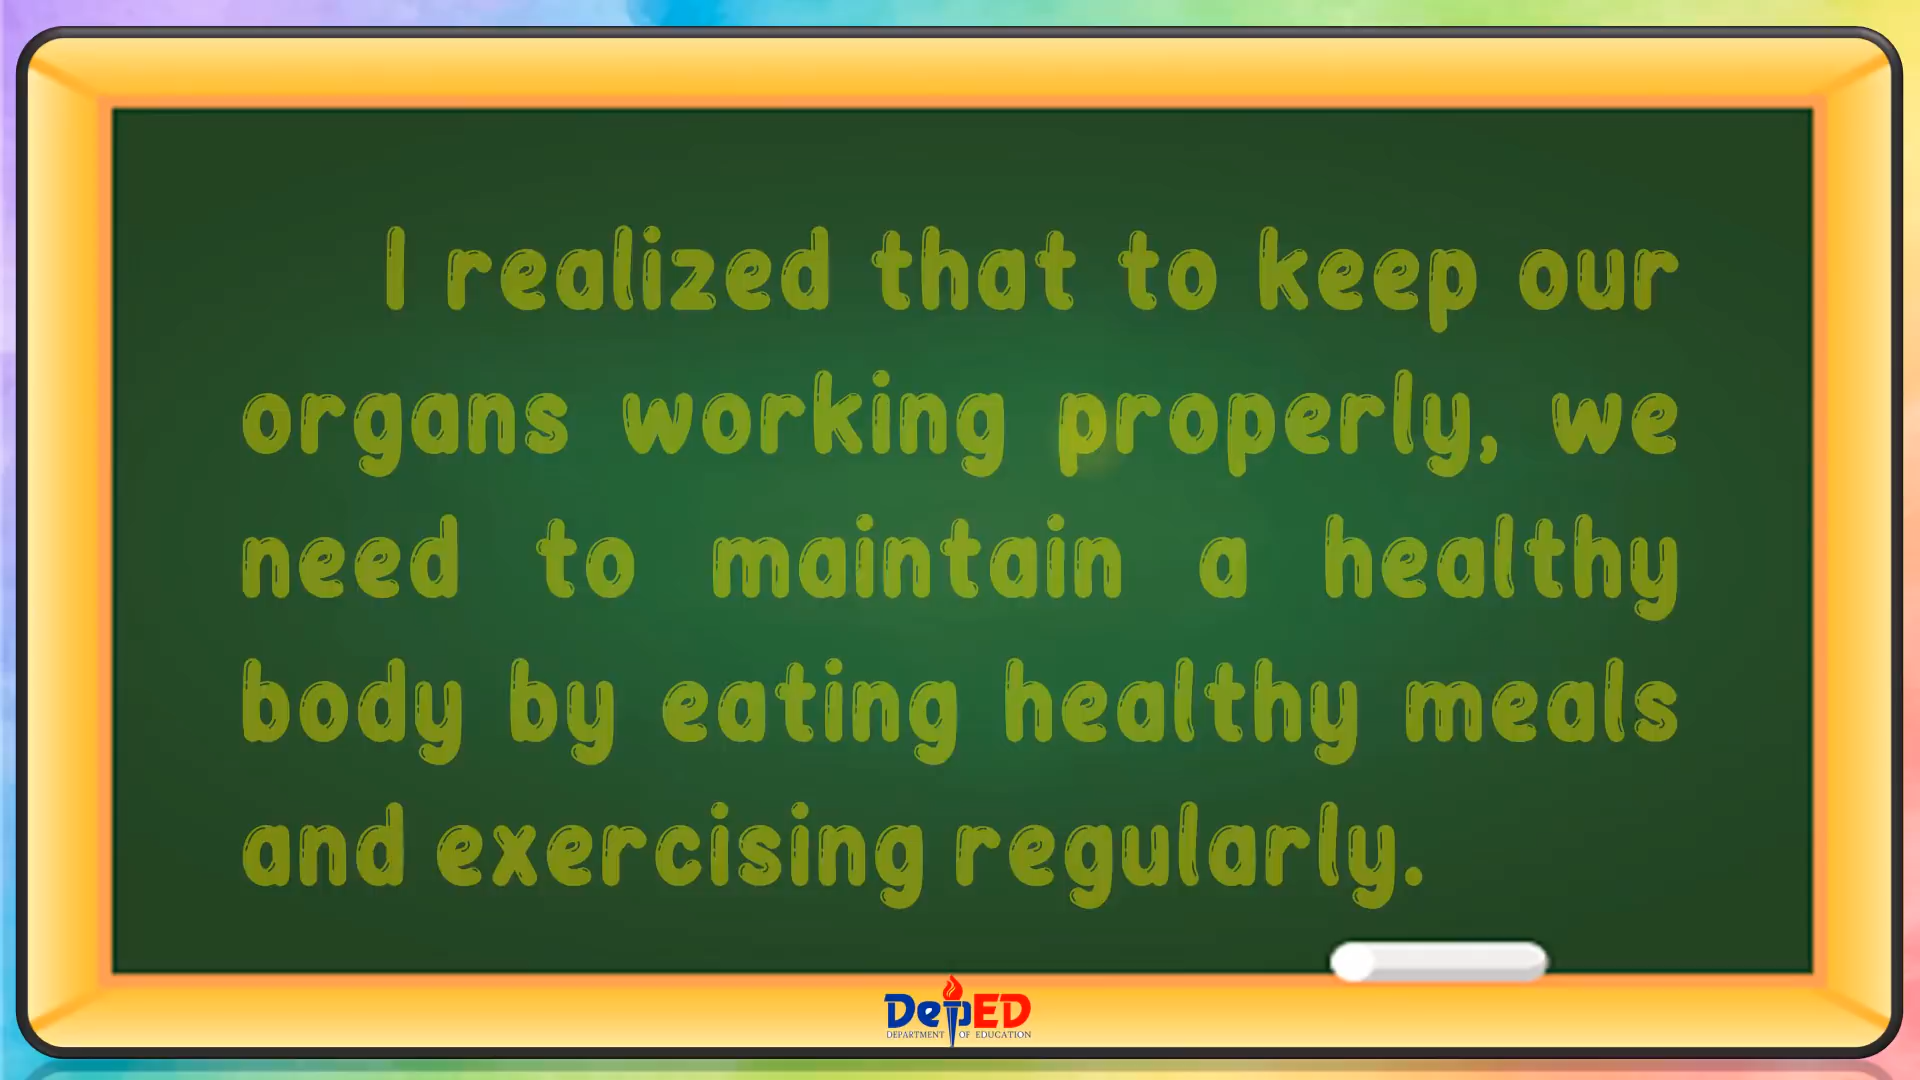 I realized that to keep our
organs working properly, we
need to maintain a healthy
body by eating healthy meals
and exercising regularly.
DepED
DEPARTMENT OF EDUCATION